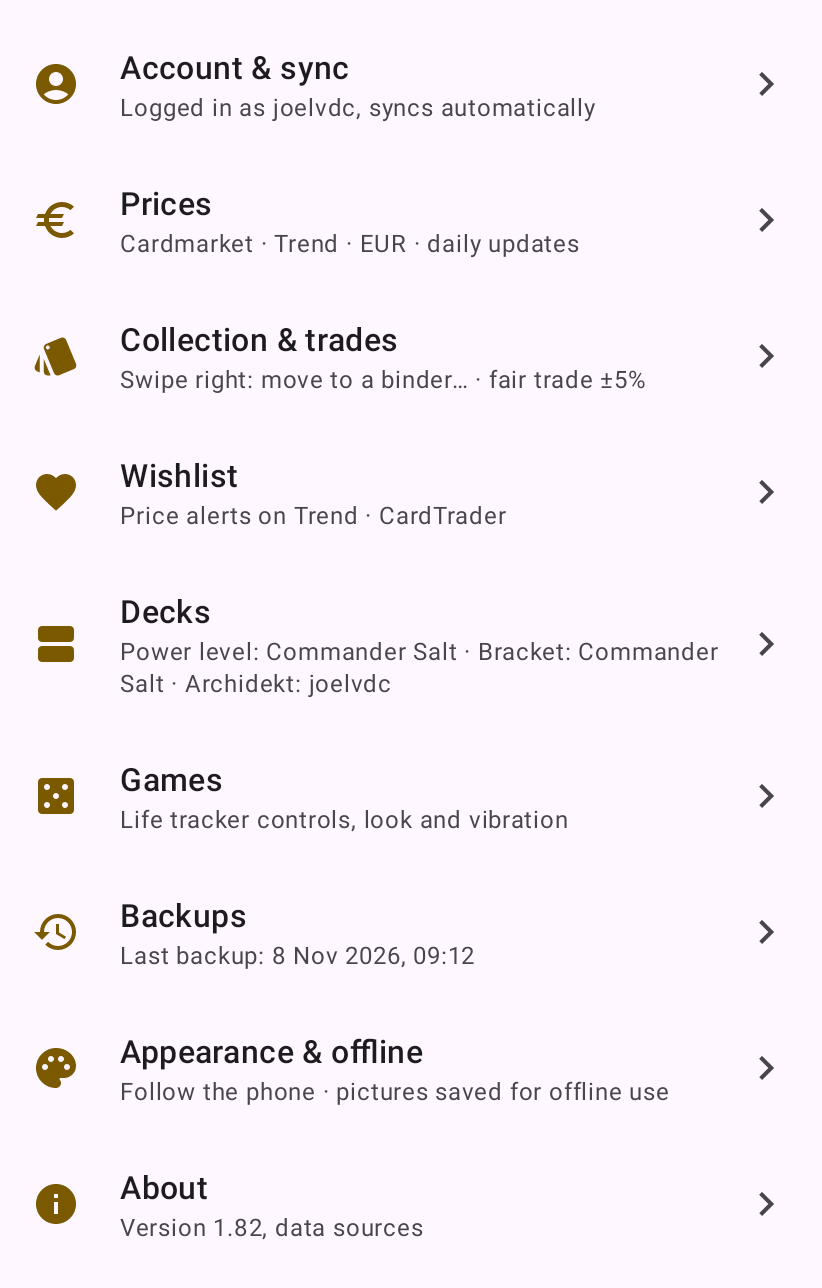 Account & sync
Logged in as joelvdc, syncs automatically
Prices
Cardmarket · Trend · EUR · daily updates
Collection & trades
Swipe right: move to a binder… · fair trade ±5%
Wishlist
Price alerts on Trend · CardTrader
Decks
Power level: Commander Salt · Bracket: Commander
Salt · Archidekt: joelvdc
Games
Life tracker controls, look and vibration
Backups
Last backup: 8 Nov 2026, 09:12
Appearance & offline
Follow the phone · pictures saved for offline use
About
Version 1.82, data sources